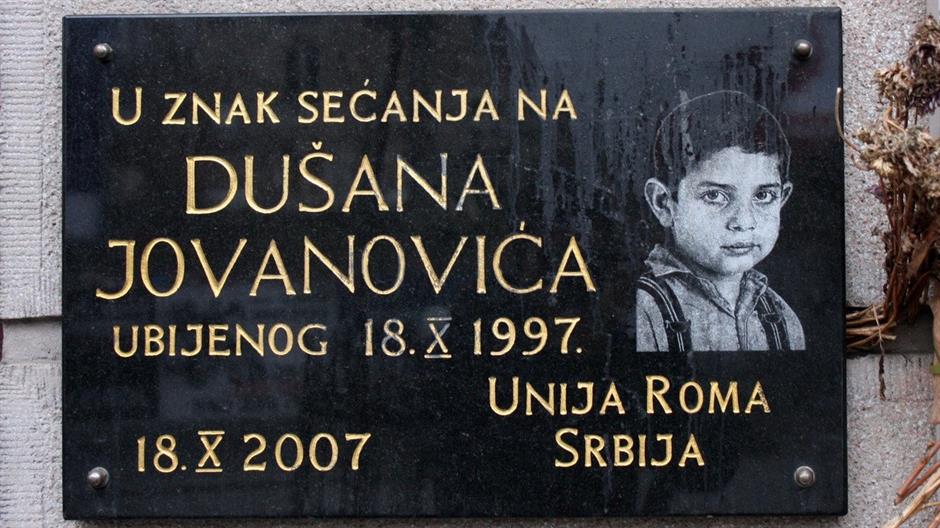 U ZNAK SEĆANJA NA
DUŠANA
JOVANOVIĆA
UBIJENOG 18.X 1997.
UNIJA ROMA
SRBIJA
18.X 2007